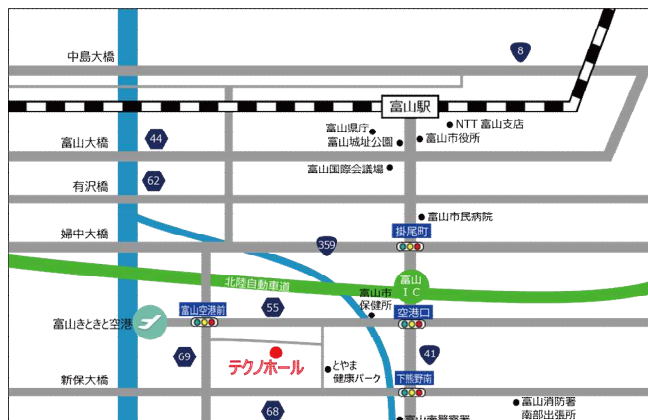 中島大橋
8
富山駅
NTT 富山支店
富山県庁
富山市役所
44
富山大橋
富山城址公園
富山国際会議場
62
有沢橋
富山市民病院
掛尾町
婦中大橋
359
北陸自動車道
富山
IC
富山市
保健所
55
富山空港前
空港口
富山きときと空港
41
69
テクノホール
とやま
健康パーク
新保大橋
下熊野南
68
富山消防署
南部出張所
富山南警察署